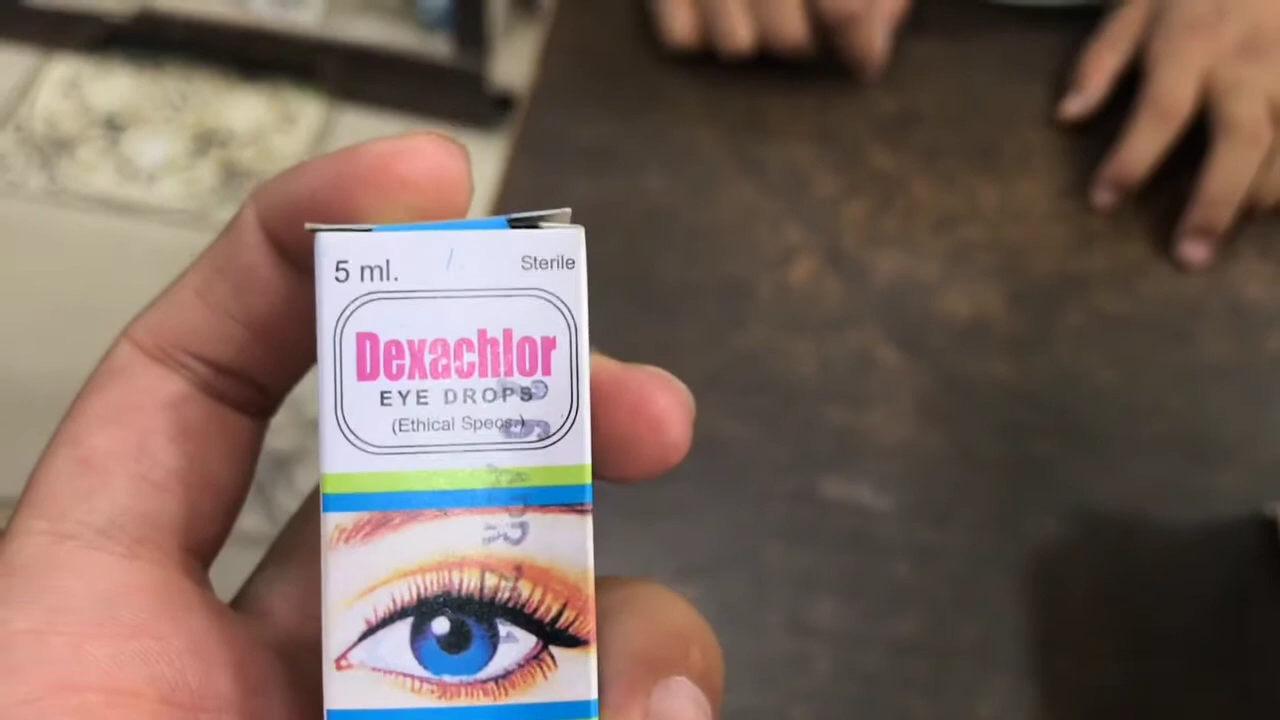 5 ml.
Sterile
Dexachlor
EYE DROPS
(Ethical Specs.)